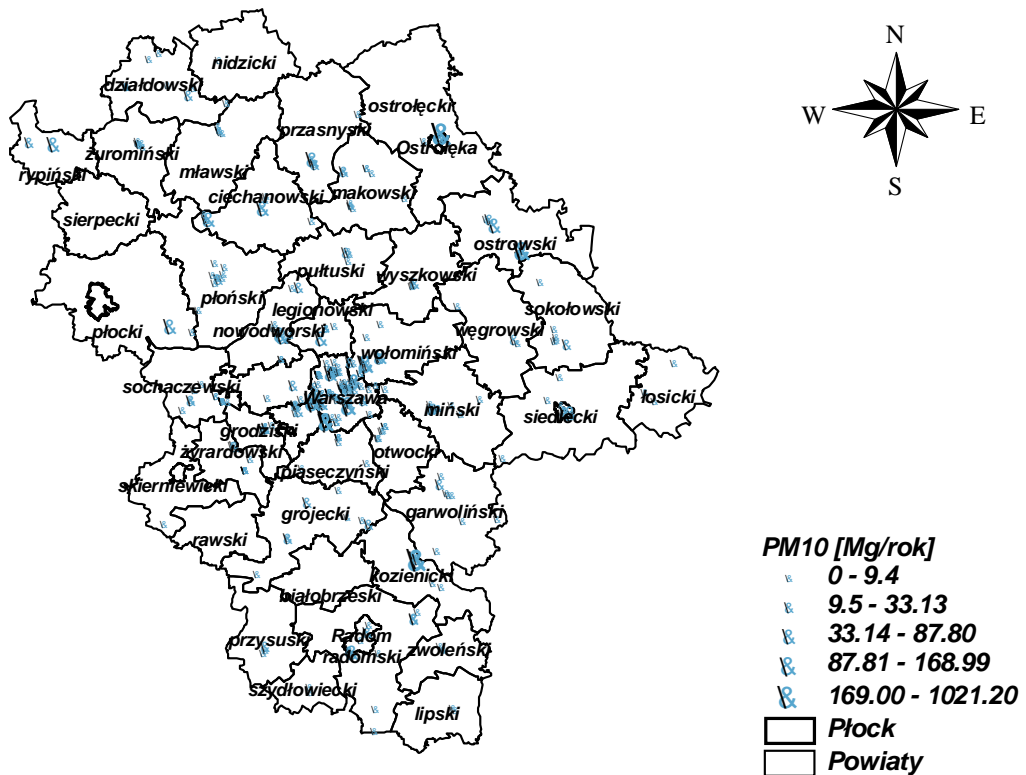 N
nidzicki
działdowski
ostrołęcki
W
E
przasnyski
Ostrołęka
żuromiński
rypiński
mławski
S
ciechanowski
makowski
sierpecki
ostrowski
pułtuski
wyszkowski
płoński
legionowski
sokołowski
płocki
nowodworski
węgrowski
wołomiński
sochaczewski
Warszawa
łosicki
miński
siedlecki
grodziski
żyrardowski
otwocki
piaseczyński
skierniewicki
grójecki
garwoliński
rawski
PM10 [Mg/rok]
kozienicki
0 - 9.4
białobrzeski
9.5 - 33.13
Radom
przysuski
33.14 - 87.80
radomski
zwoleński
87.81 - 168.99
szydłowiecki
169.00 - 1021.20
lipski
Płock
Powiaty